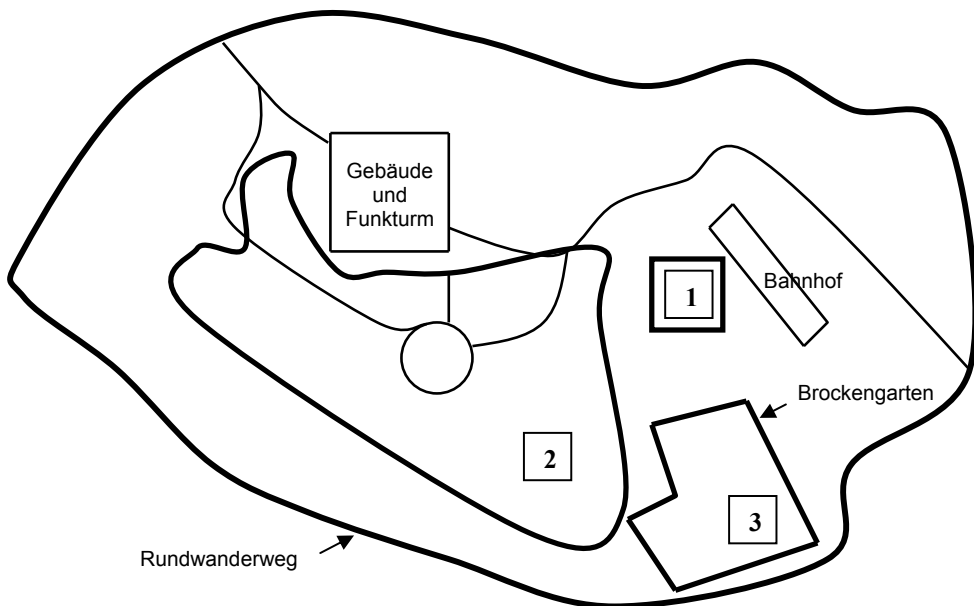 Gebäude
und
Funkturm
1
Bahnhof
Brockengarten
2
3
Rundwanderweg